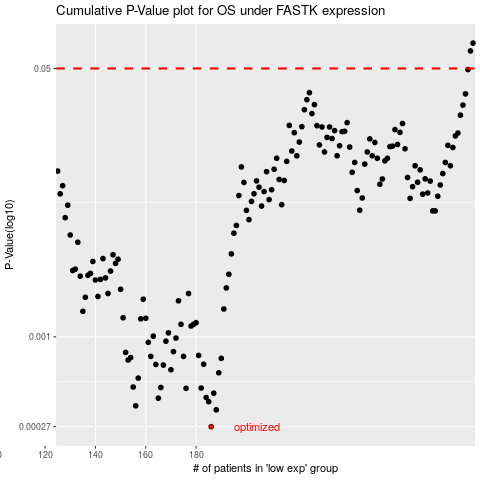 Cumulative P-Value plot for OS under FASTK expression
P-Value(log10)
0.05
0.001
0.00027
optimized
0
120
140
160
180
# of patients in 'low exp' group